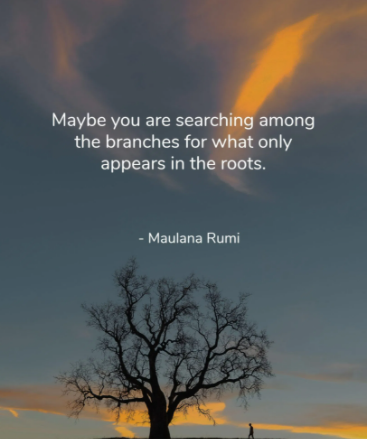 Maybe you are searching among
the branches for what only
appears in the roots.
- Maulana Rumi